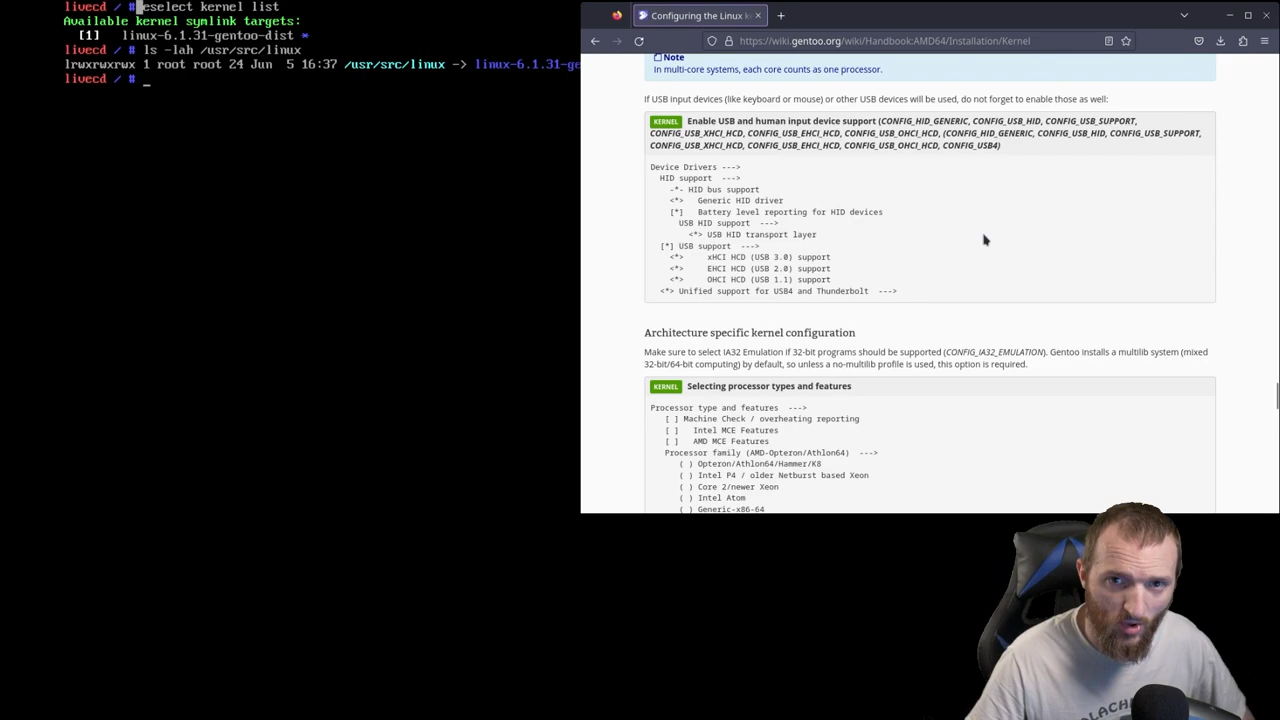 livecd / # eselect kernel list
Available kernel symlink targets:
[1] linux-6.1.31-gentoo-dist *
livecd / # ls -lah /usr/src/linux
lrwxrwxrwx 1 root root 24 Jun 5 16:37 /usr/src/linux -> linux-6.1.31-ge
livecd / # _
Configuring the Linux k
https://wiki.gentoo.org/wiki/Handbook:AMD64/Installation/Kernel
Note
In multi-core systems, each core counts as one processor.
If USB input devices (like keyboard or mouse) or other USB devices will be used, do not forget to enable those as well:
KERNEL Enable USB and human input device support (CONFIG_HID_GENERIC, CONFIG_USB_HID, CONFIG_USB_SUPPORT,
CONFIG_USB_XHCI_HCD, CONFIG_USB_EHCI_HCD, CONFIG_USB_OHCI_HCD, (CONFIG_HID_GENERIC, CONFIG_USB_HID, CONFIG_USB_SUPPORT,
CONFIG_USB_XHCI_HCD, CONFIG_USB_EHCI_HCD, CONFIG_USB_OHCI_HCD, CONFIG_USB4)
Device Drivers --->
HID support --->
-*- HID bus support
<*> Generic HID driver
[*] Battery level reporting for HID devices
USB HID support --->
<*> USB HID transport layer
[*] USB support --->
<*> xHCI HCD (USB 3.0) support
<*> EHCI HCD (USB 2.0) support
<*> OHCI HCD (USB 1.1) support
<*> Unified support for USB4 and Thunderbolt --->
Architecture specific kernel configuration
Make sure to select IA32 Emulation if 32-bit programs should be supported (CONFIG_IA32_EMULATION). Gentoo installs a multilib system (mixed
32-bit/64-bit computing) by default, so unless a no-multilib profile is used, this option is required.
KERNEL Selecting processor types and features
Processor type and features --->
[ ] Machine Check / overheating reporting
[ ] Intel MCE Features
[ ] AMD MCE Features
Processor family (AMD-Opteron/Athlon64) --->
( ) Opteron/Athlon64/Hammer/K8
( ) Intel P4 / older Netburst based Xeon
( ) Core 2/newer Xeon
( ) Intel Atom
( ) Generic-x86-64